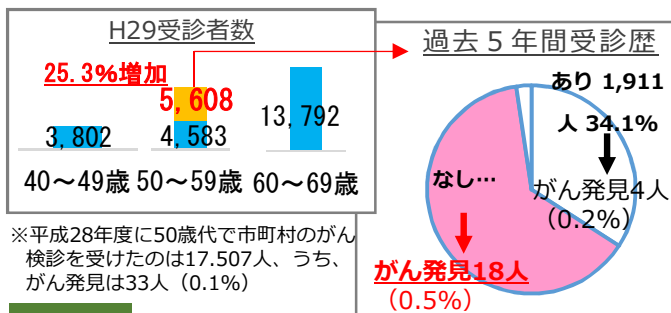 H29受診者数
25.3%増加
5,608
3,802
4,583
13,792
40～49歳 50～59歳 60～69歳
※平成28年度に50歳代で市町村のがん
検診を受けたのは17.507人、うち、
がん発見は33人（0.1%）
過去５年間受診歴
あり 1,911
人 34.1%
なし…
がん発見4人
（0.2%）
がん発見18人
（0.5%）